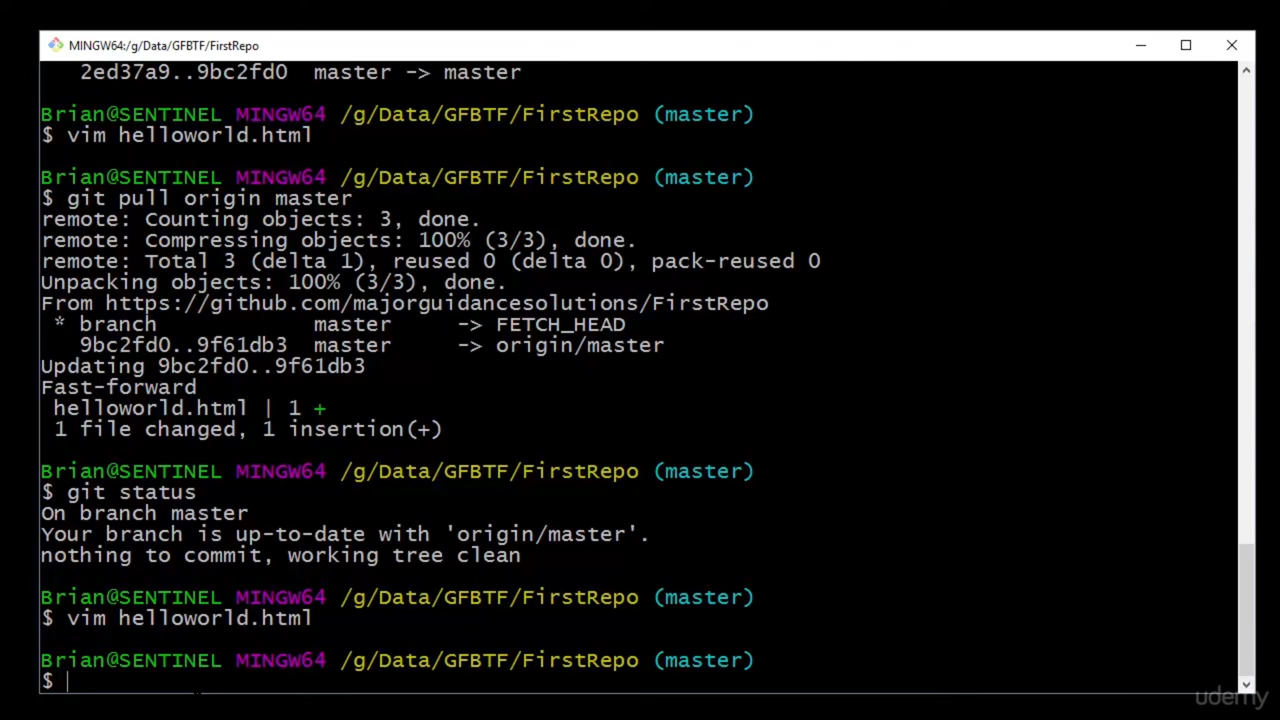 MINGW64:/g/Data/GFBTF/FirstRepo
2ed37a9..9bc2fd0  master -> master
Brian@SENTINEL MINGW64 /g/Data/GFBTF/FirstRepo (master)
$ vim helloworld.html
Brian@SENTINEL MINGW64 /g/Data/GFBTF/FirstRepo (master)
$ git pull origin master
remote: Counting objects: 3, done.
remote: Compressing objects: 100% (3/3), done.
remote: Total 3 (delta 1), reused 0 (delta 0), pack-reused 0
Unpacking objects: 100% (3/3), done.
From https://github.com/majorguidancesolutions/FirstRepo
* branch            master     -> FETCH_HEAD
9bc2fd0..9f61db3  master     -> origin/master
Updating 9bc2fd0..9f61db3
Fast-forward
helloworld.html | 1 +
1 file changed, 1 insertion(+)
Brian@SENTINEL MINGW64 /g/Data/GFBTF/FirstRepo (master)
$ git status
On branch master
Your branch is up-to-date with 'origin/master'.
nothing to commit, working tree clean
Brian@SENTINEL MINGW64 /g/Data/GFBTF/FirstRepo (master)
$ vim helloworld.html
Brian@SENTINEL MINGW64 /g/Data/GFBTF/FirstRepo (master)
$
udemy